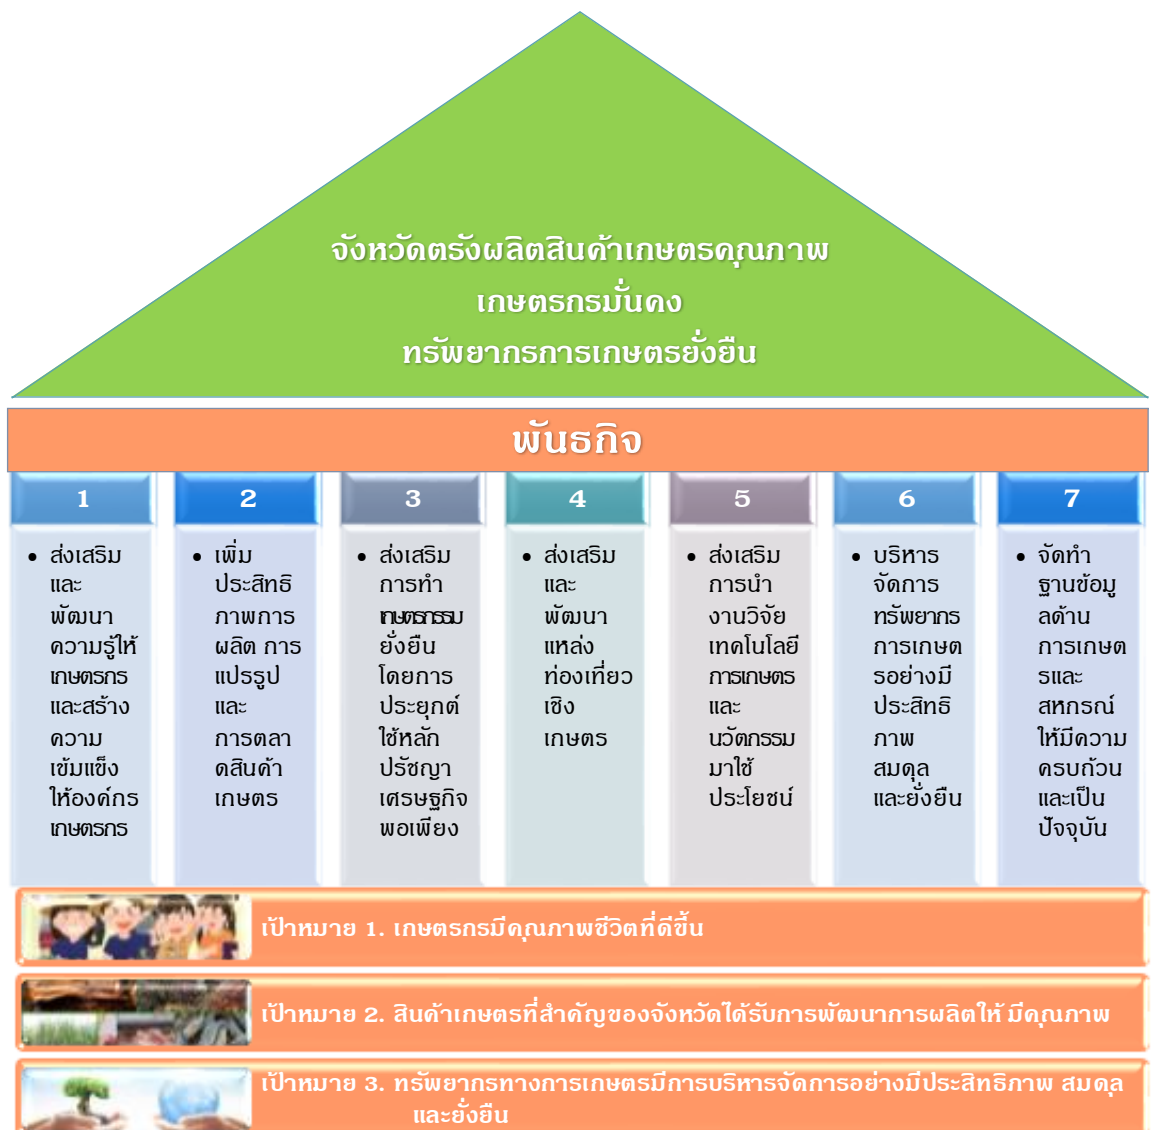 จังหวัดตรังผลิตสินค้าเกษตรคุณภาพ
เกษตรกรมั่นคง
ทรัพยากรการเกษตรยั่งยืน
พันธกิจ
1
• ส่งเสริม
และ
พัฒนา
ความรู้ให้
เกษตรกร
และสร้าง
ความ
เข้มแข็ง
ให้องค์กร
เกษตรกร
2
• เพิ่ม
ประสิทธิ
ภาพการ
ผลิต การ
แปรรูป
และ
การตลา
ดสินค้า
เกษตร
3
• ส่งเสริม
การทำ
เกษตรกรรม
ยั่งยืน
โดยการ
ประยุกต์
ใช้หลัก
ปรัชญา
เศรษฐกิจ
พอเพียง
4
• ส่งเสริม
และ
พัฒนา
แหล่ง
ท่องเที่ยว
เชิง
เกษตร
5
• ส่งเสริม
การนำ
งานวิจัย
เทคโนโลยี
การเกษตร
และ
นวัตกรรม
มาใช้
ประโยชน์
6
• บริหาร
จัดการ
ทรัพยากร
การเกษต
รอย่างมี
ประสิทธิ
ภาพ
สมดุล
และยั่งยืน
7
• จัดทำ
ฐานข้อมู
ลด้าน
การเกษต
รและ
สหกรณ์
ให้มีความ
ครบถ้วน
และเป็น
ปัจจุบัน
เป้าหมาย 1. เกษตรกรมีคุณภาพชีวิตที่ดีขึ้น
เป้าหมาย 2. สินค้าเกษตรที่สำคัญของจังหวัดได้รับการพัฒนาการผลิตให้ มีคุณภาพ
เป้าหมาย 3. ทรัพยากรทางการเกษตรมีการบริหารจัดการอย่างมีประสิทธิภาพ สมดุล
และยั่งยืน